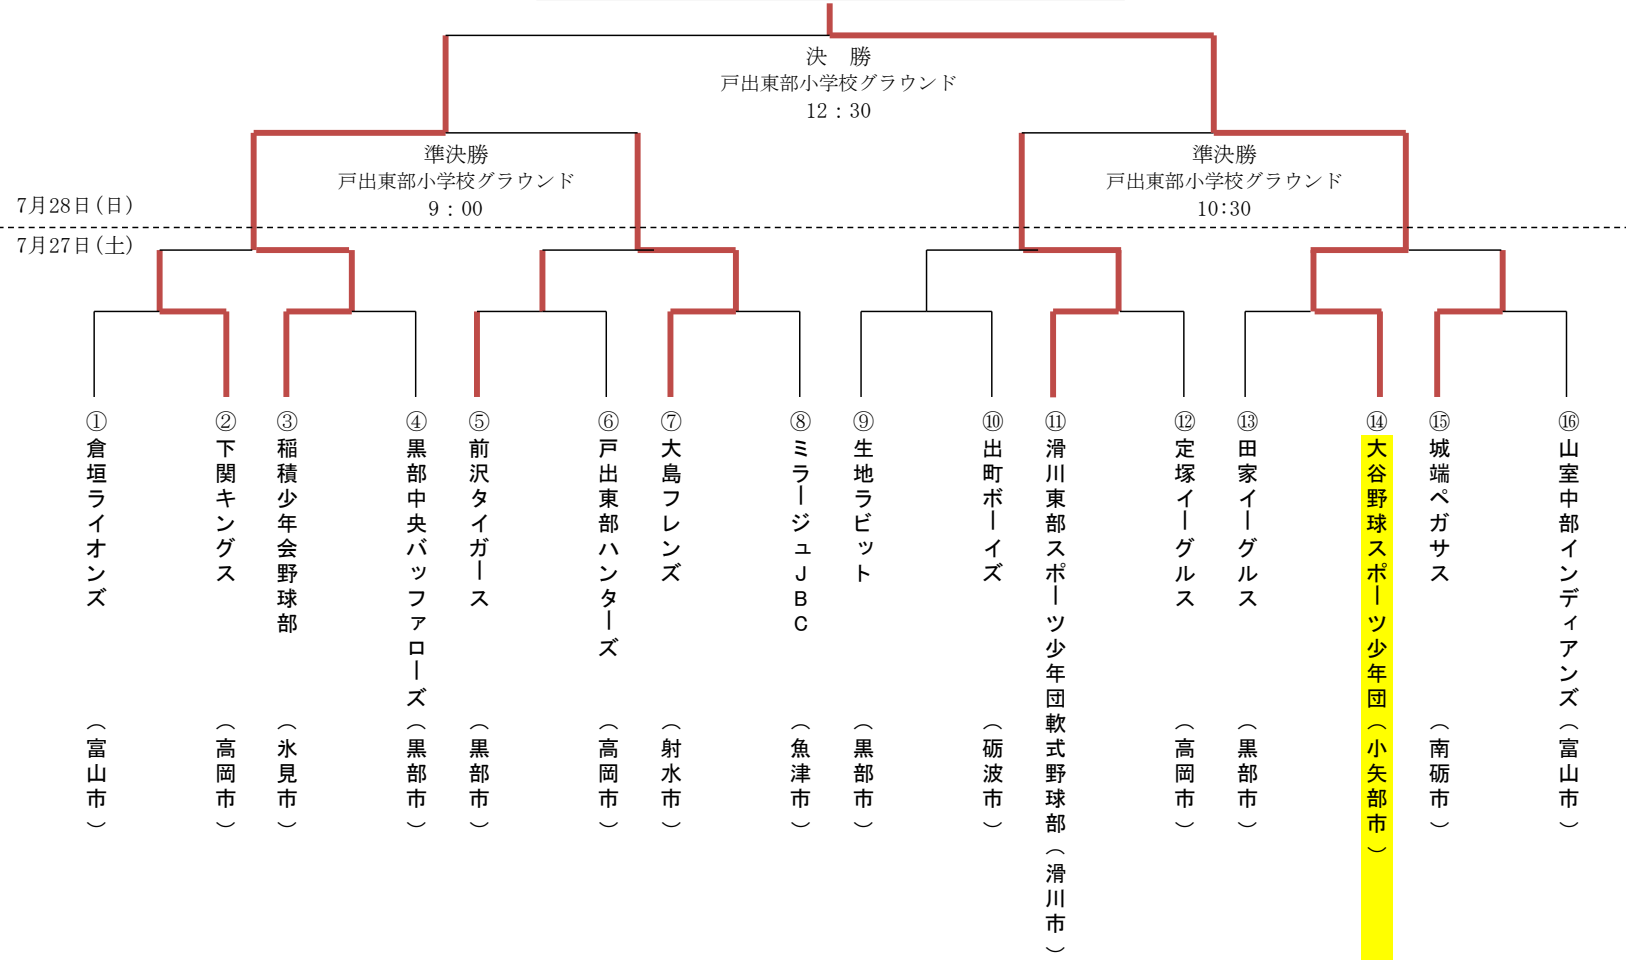 決　勝
戸出東部小学校グラウンド
12：30
準決勝
戸出東部小学校グラウンド
9：00
準決勝
戸出東部小学校グラウンド
10:30
7月28日(日)
7月27日(土)
①倉垣ライオンズ（富山市）
②下関キングス（高岡市）
③稲積少年会野球部（氷見市）
④黒部中央バッファローズ（黒部市）
⑤前沢タイガース（黒部市）
⑥戸出東部ハンターズ（高岡市）
⑦大島フレンズ（射水市）
⑧ミラージュＪＢＣ（魚津市）
⑨生地ラビット（黒部市）
⑩出町ボーイズ（砺波市）
⑪滑川東部スポーツ少年団軟式野球部（滑川市）
⑫定塚イーグルス（高岡市）
⑬田家イーグルス（黒部市）
⑭大谷野球スポーツ少年団（小矢部市）
⑮城端ペガサス（南砺市）
⑯山室中部インディアンズ（富山市）